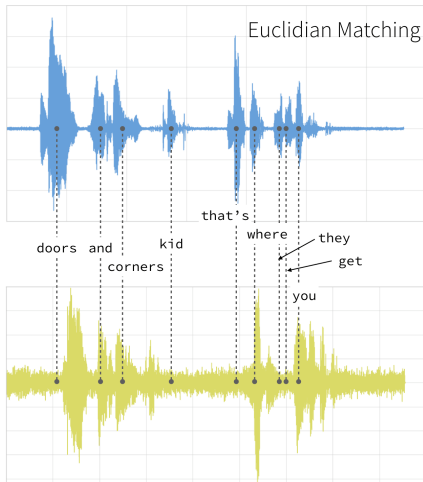 Euclidian Matching
that's
where
they
doors and
kid
get
corners
you